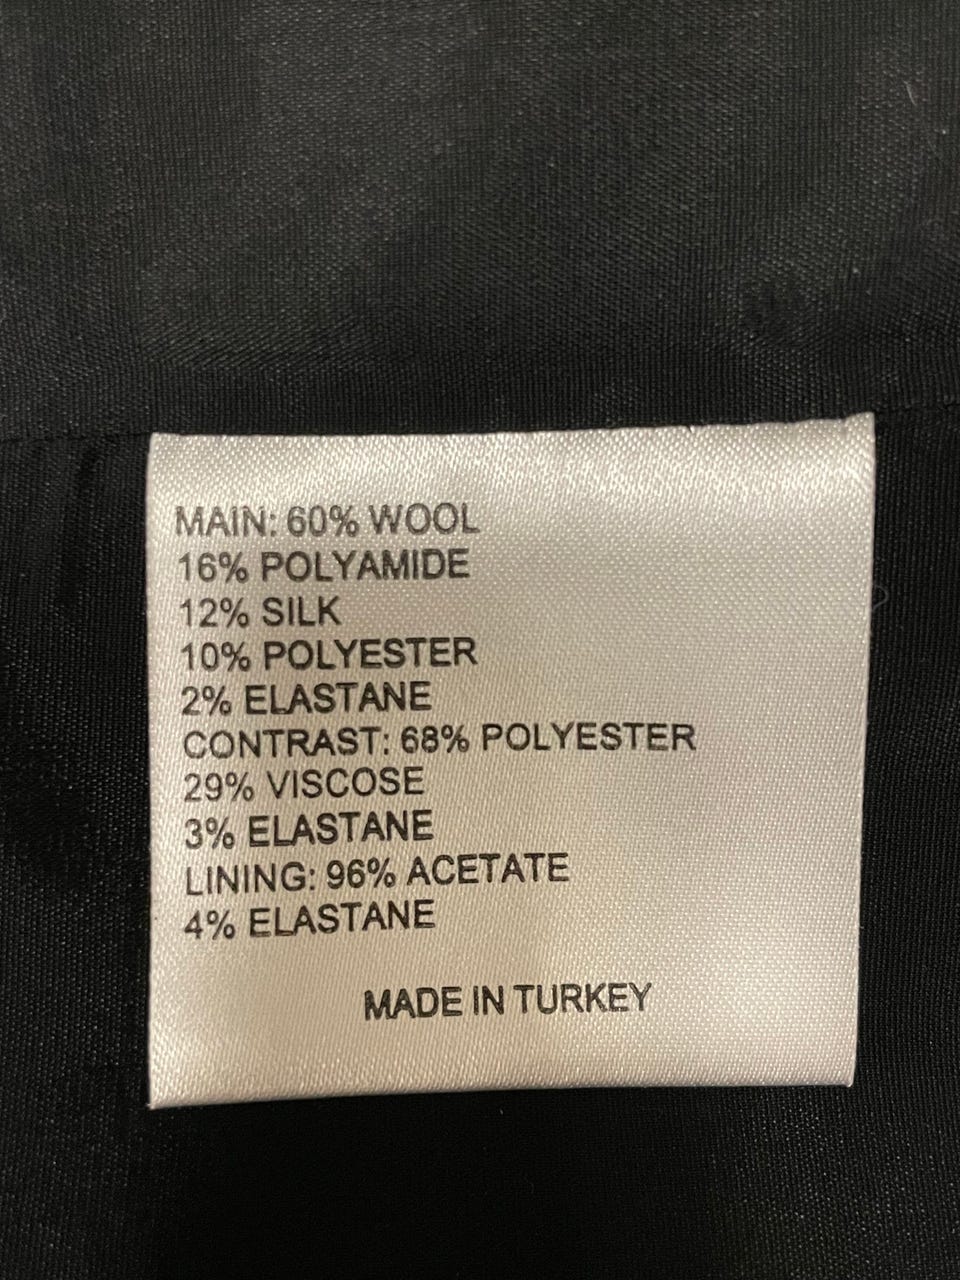 MAIN: 60% WOOL
16% POLYAMIDE
12% SILK
10% POLYESTER
2% ELASTANE
CONTRAST: 68% POLYESTER
29% VISCOSE
3% ELASTANE
LINING: 96% ACETATE
4% ELASTANE
MADE IN TURKEY